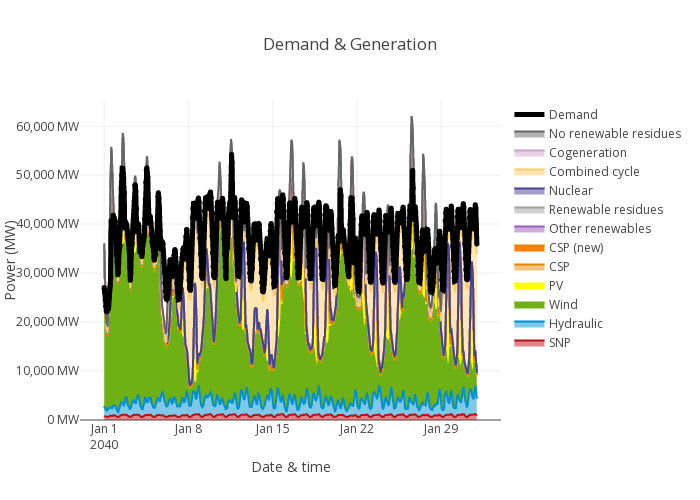 Demand & Generation
60,000 MW
50,000 MW
40,000 MW
30,000 MW
20,000 MW
10,000 MW
0 MW
Power (MW)
Jan 1
2040
Jan 8
Jan 15
Jan 22
Jan 29
Date & time
Demand
No renewable residues
Cogeneration
Combined cycle
Nuclear
Renewable residues
Other renewables
CSP (new)
CSP
PV
Wind
Hydraulic
SNP